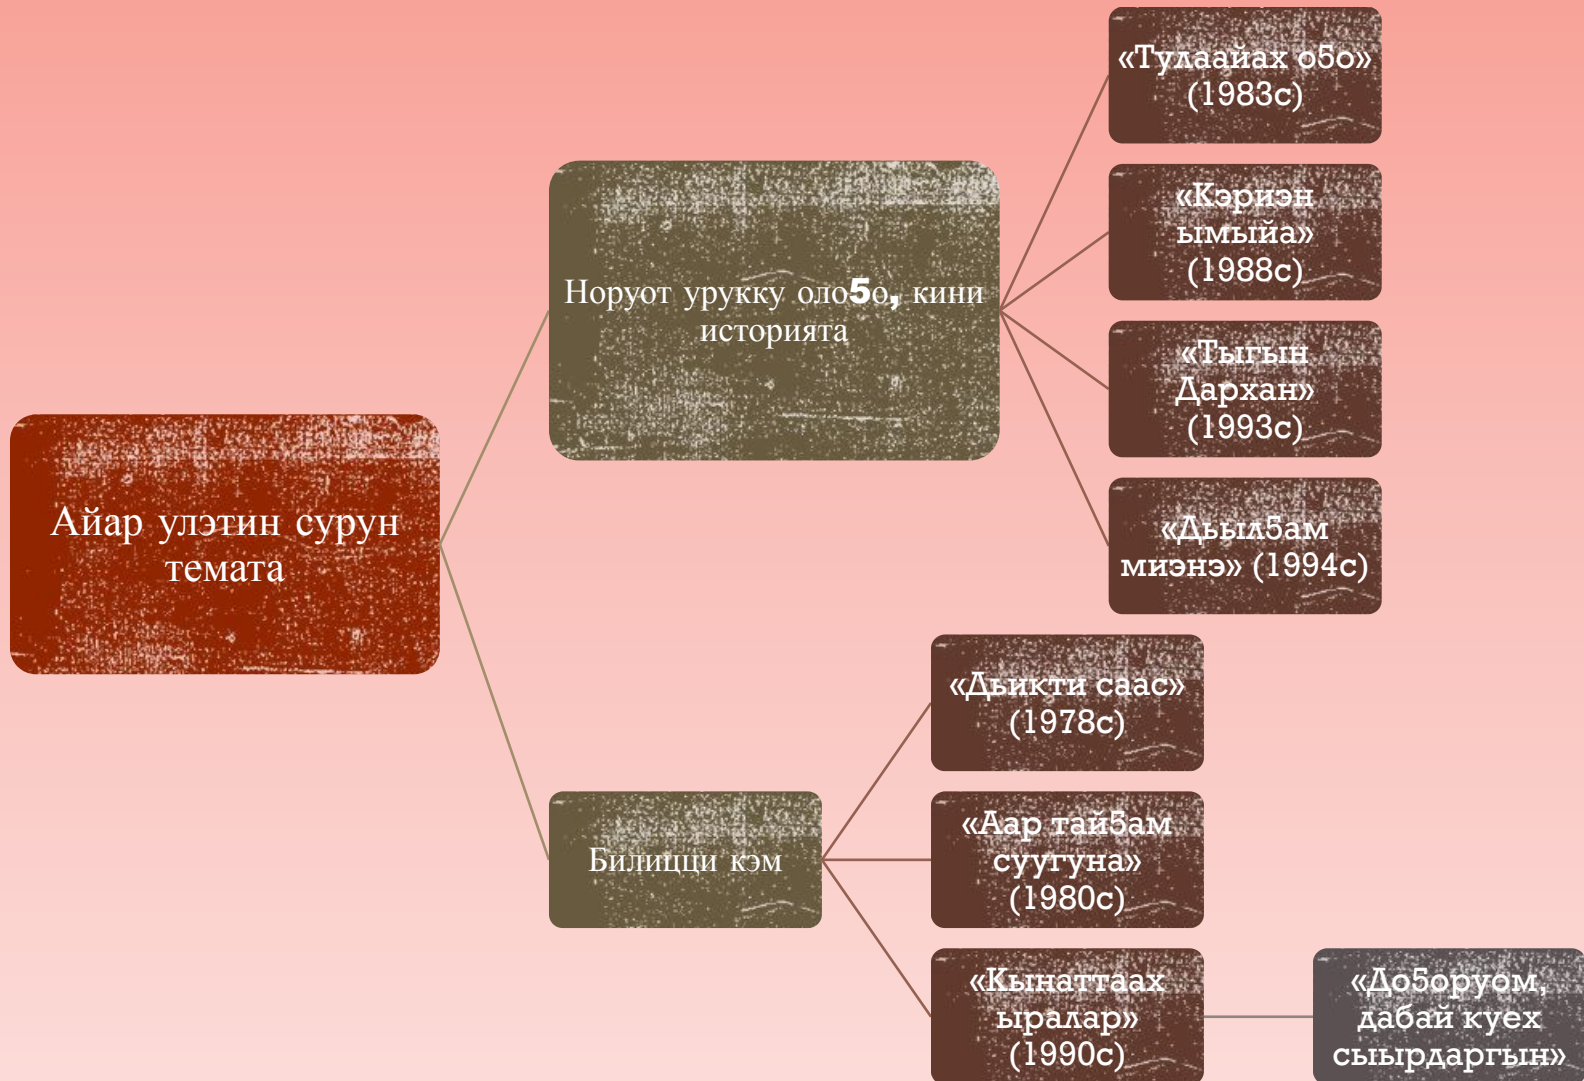 Айар улэтин сурун
темата
Норуот урукку оло5о, кини
историята
«Тулаайах о5о»
(1983с)
«Кэриэн
ымыйа»
(1988с)
«Тыгын
Дархан»
(1993с)
«Дьыл5ам
миэнэ» (1994с)
Билицци кэм
«Дьикти саас»
(1978с)
«Аар тай5ам
суугуна»
(1980с)
«Кынаттаах
ыралар»
(1990с)
«До5оруом,
дабай куех
сыырдаргын»